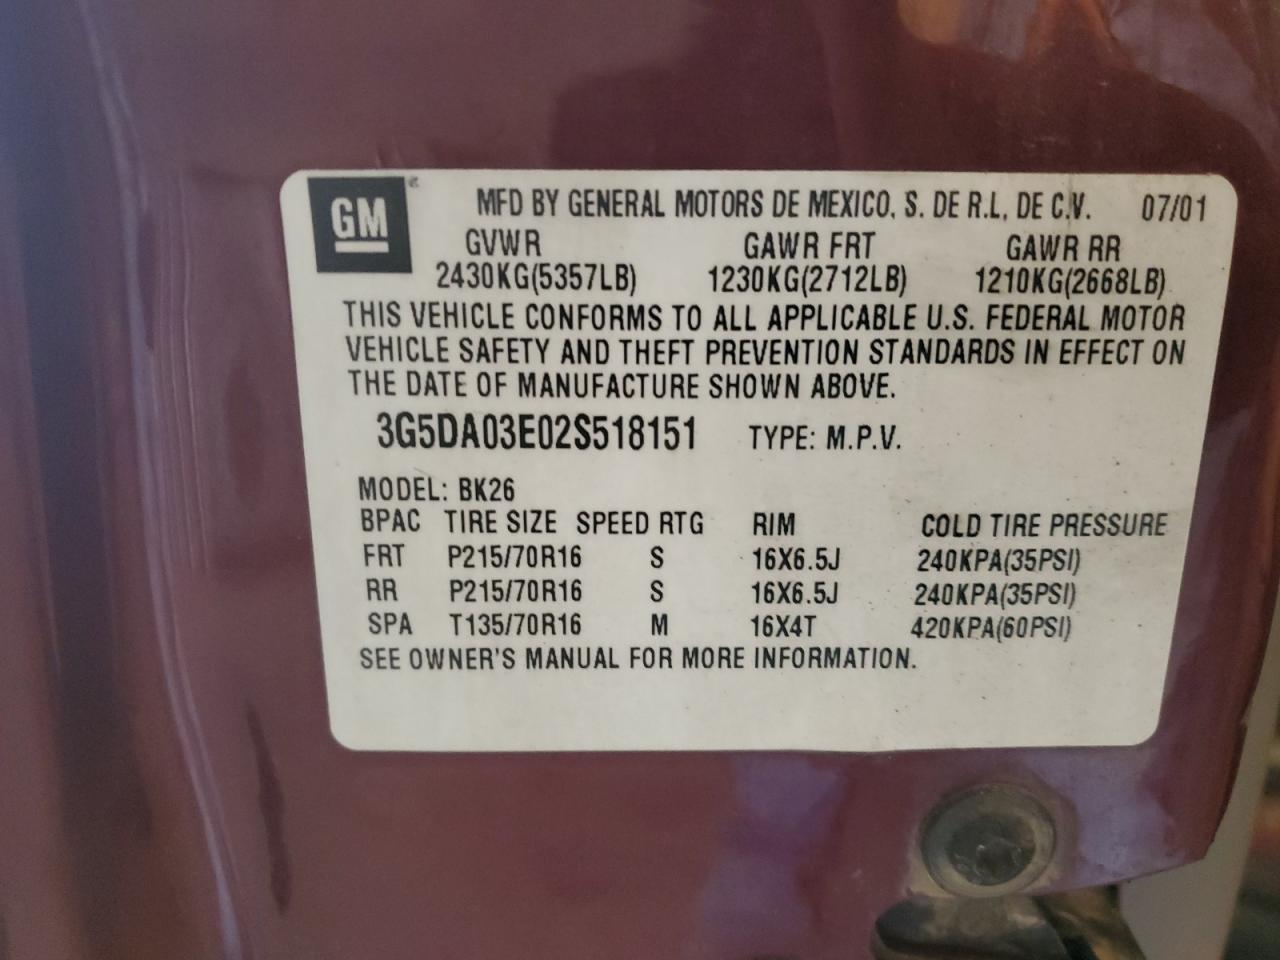 GM
MFD BY GENERAL MOTORS DE MEXICO, S. DE R.L, DE C.V. 07/01
GVWR GAWR FRT GAWR RR
2430KG(5357LB) 1230KG(2712LB) 1210KG(2668LB)
THIS VEHICLE CONFORMS TO ALL APPLICABLE U.S. FEDERAL MOTOR
VEHICLE SAFETY AND THEFT PREVENTION STANDARDS IN EFFECT ON
THE DATE OF MANUFACTURE SHOWN ABOVE.
3G5DA03E02S518151 TYPE: M.P.V.
MODEL: BK26
BPAC TIRE SIZE SPEED RTG RIM COLD TIRE PRESSURE
FRT P215/70R16 S 16X6.5J 240KPA(35PSI)
RR P215/70R16 S 16X6.5J 240KPA(35PSI)
SPA T135/70R16 M 16X4T 420KPA(60PSI)
SEE OWNER'S MANUAL FOR MORE INFORMATION.